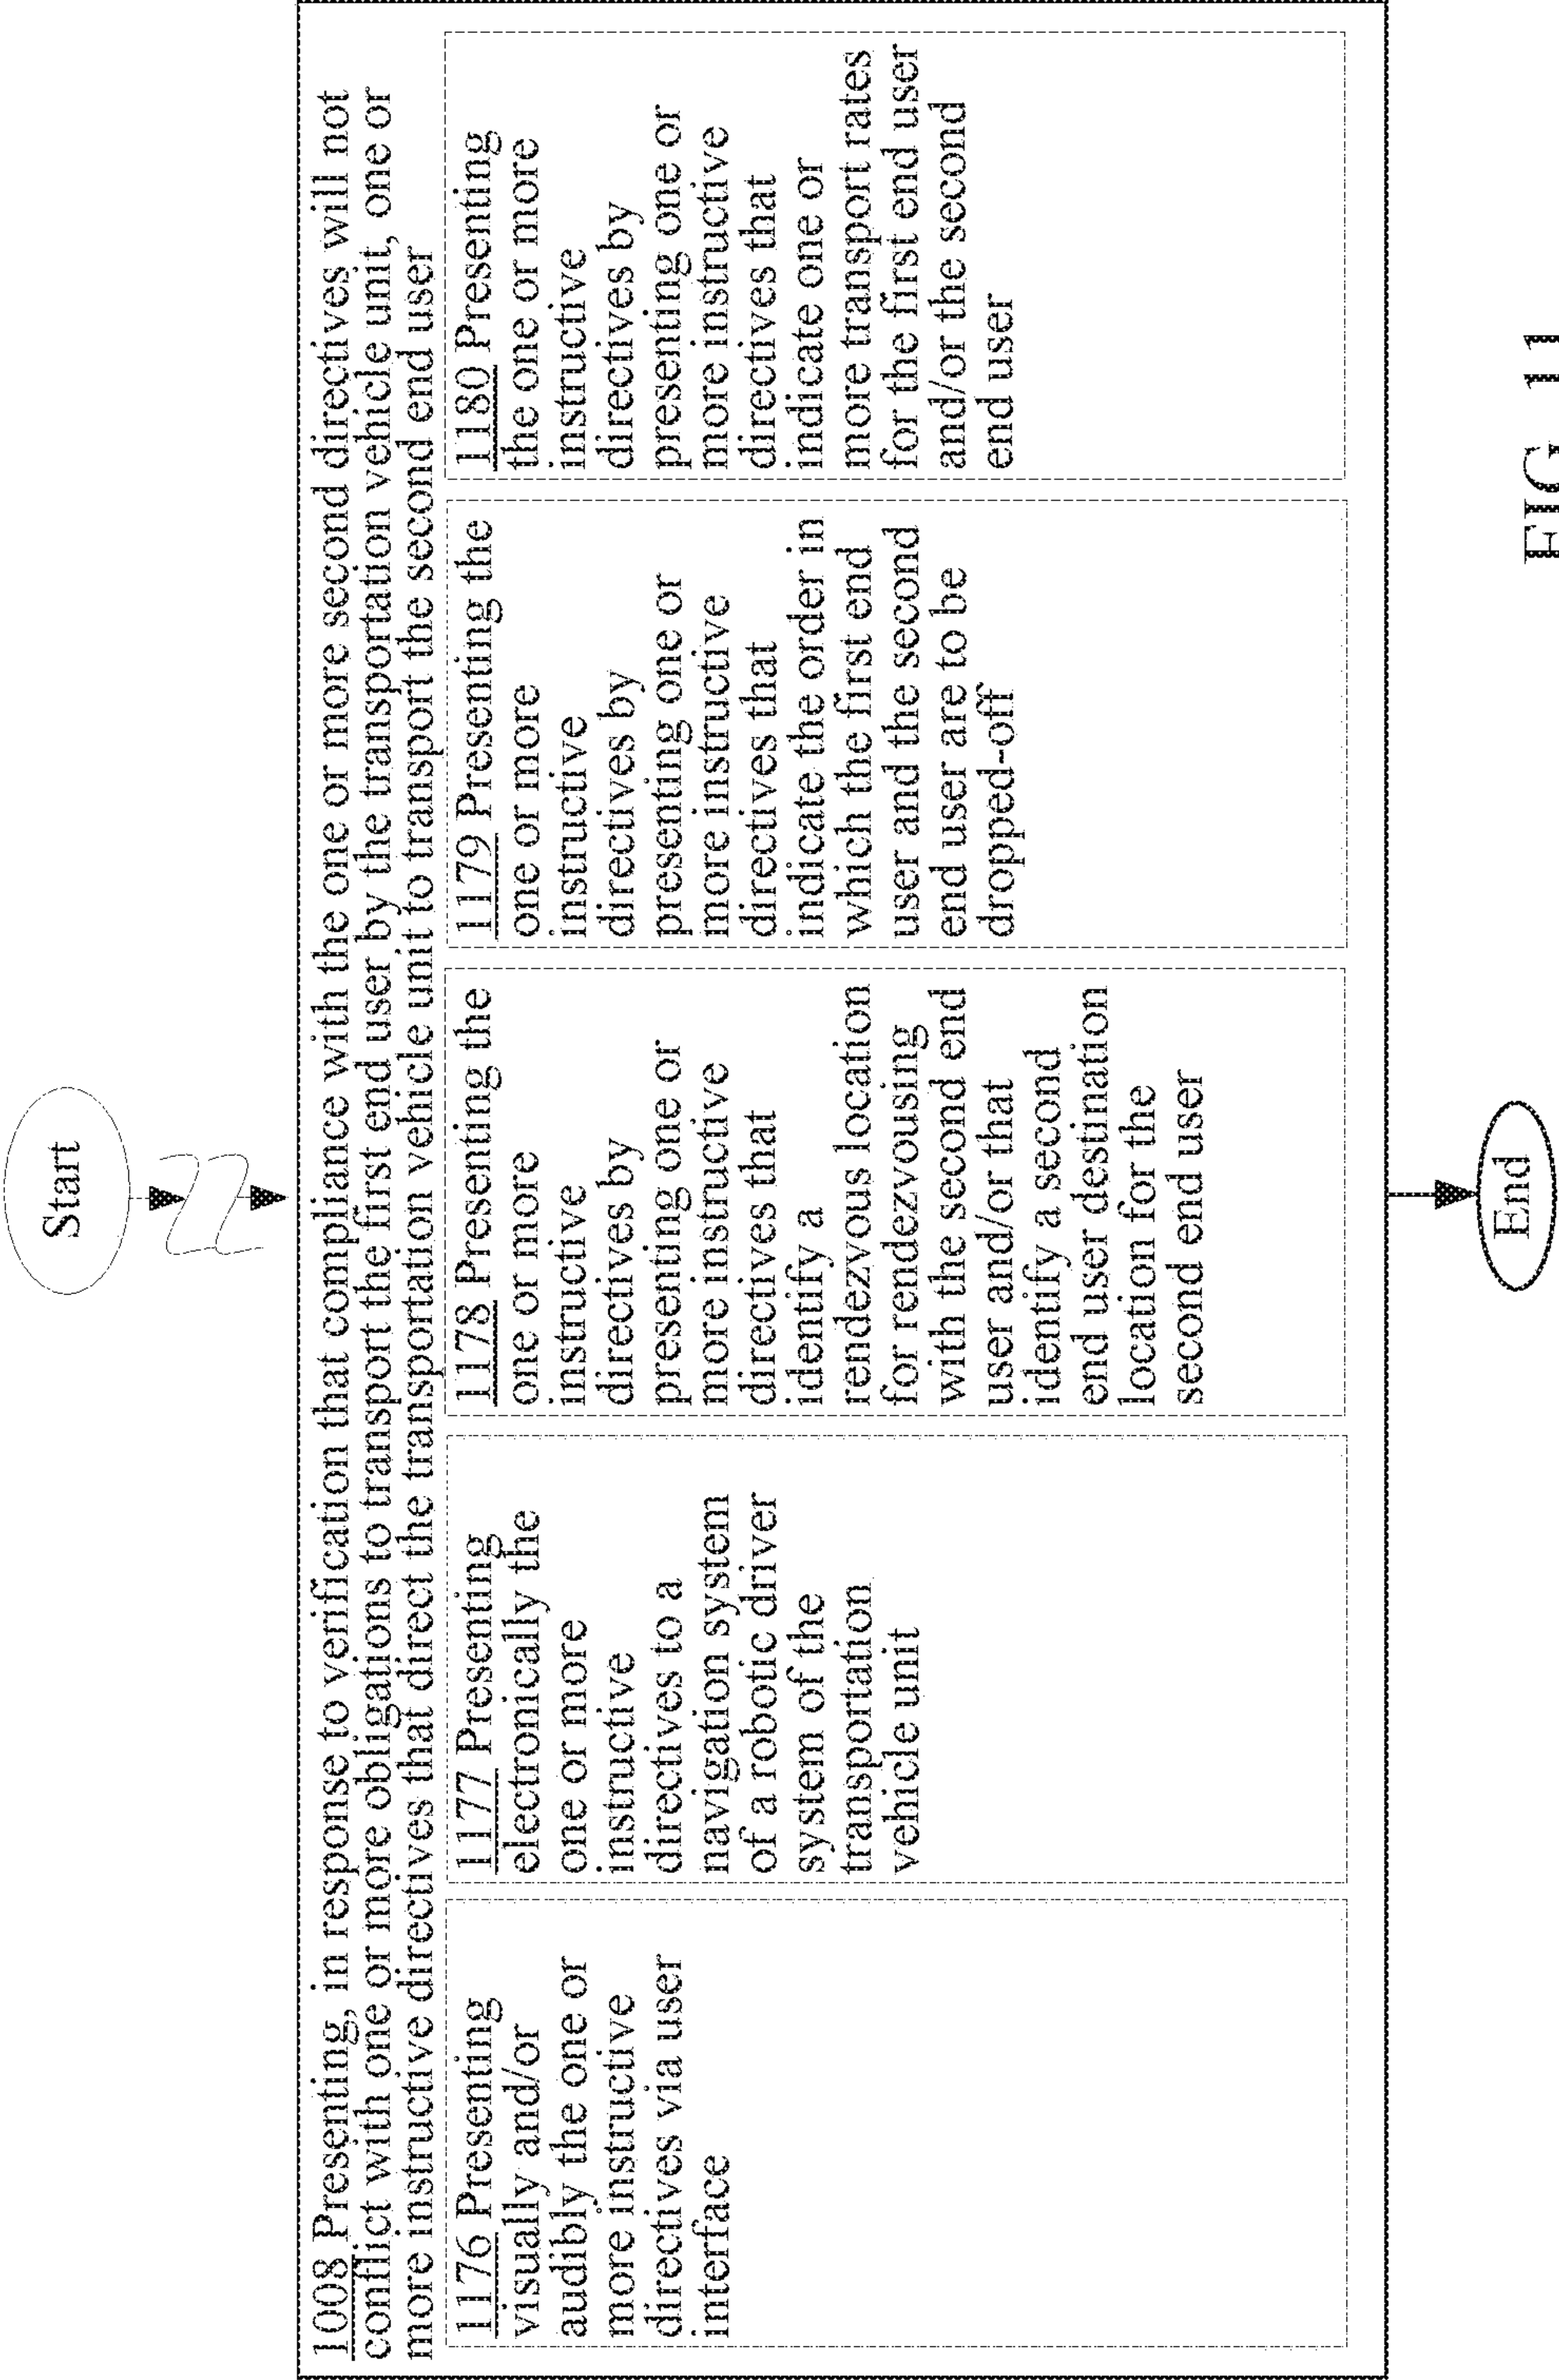 Start
1008 Presenting, in response to verification that compliance with the one or more second directives will not
conflict with one or more obligations to transport the first end user by the transportation vehicle unit, one or
more instructive directives that direct the transportation vehicle unit to transport the second end user
1176 Presenting
visually and/or
audibly the one or
more instructive
directives via user
interface
1177 Presenting
electronically the
one or more
instructive
directives to a
navigation system
of a robotic driver
system of the
transportation
vehicle unit
1178 Presenting the
one or more
instructive
directives by
presenting one or
more instructive
directives that
identify a
rendezvous location
for rendezvousing
with the second end
user and/or that
identify a second
end user destination
location for the
second end user
1179 Presenting the
one or more
instructive
directives by
presenting one or
more instructive
directives that
indicate the order in
which the first end
user and the second
end user are to be
dropped-off
1180 Presenting
the one or more
instructive
directives by
presenting one or
more instructive
directives that
indicate one or
more transport rates
for the first end user
and/or the second
end user
End
FIG. 11